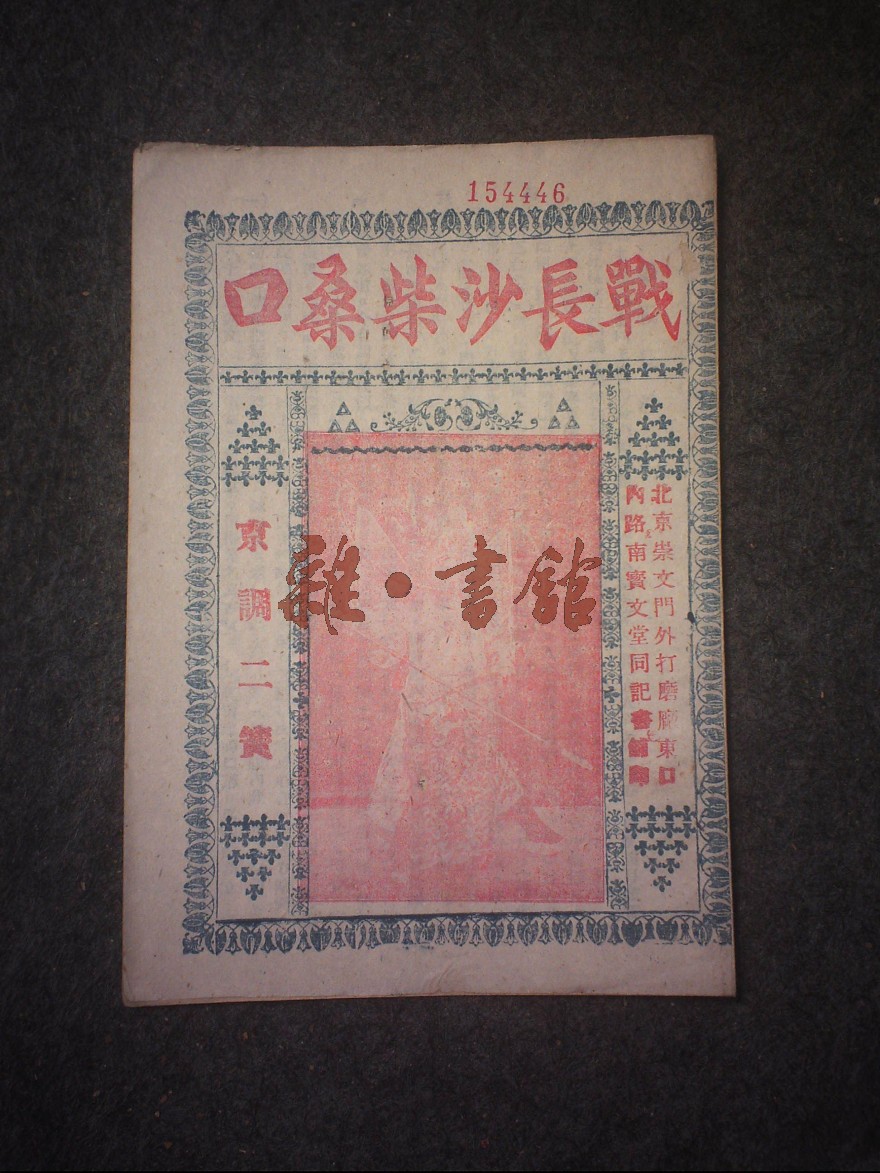 154446
戰長沙柴桑口
北京崇文門外打磨廠東口
內路南寶文堂同記書鋪印
京調二簧
雜·書館